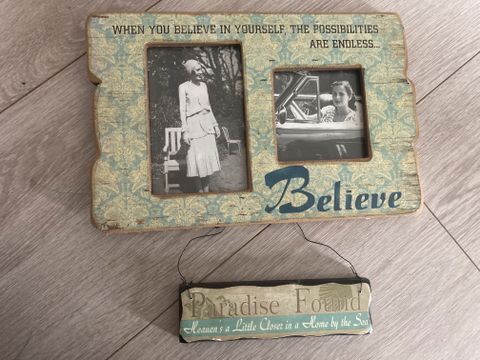 WHEN YOU BELIEVE IN YOURSELF, THE POSSIBILITIES
ARE ENDLESS...
Believe
Paradise Found
Heaven's a Little Closer in a Home by the Sea